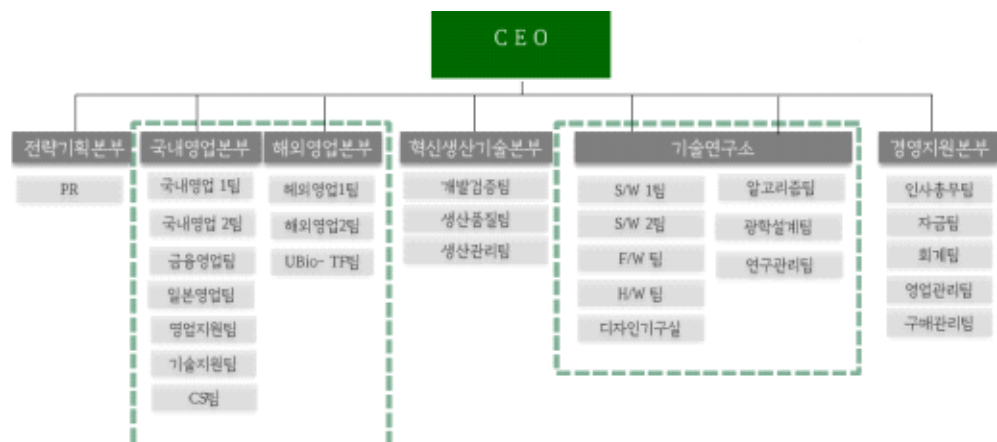 CEO
전략기획본부
PR
국내영업본부
국내영업 1팀
국내영업 2팀
금융영업팀
일본영업팀
영업지원팀
기술지원팀
CS팀
해외영업본부
해외영업1팀
해외영업2팀
UBio- TF팀
혁신생산기술본부
개발검증팀
생산품질팀
생산관리팀
기술연구소
S/W 1팀
S/W 2팀
F/W 팀
H/W 팀
디자인기구실
알고리즘팀
광학설계팀
연구관리팀
경영지원본부
인사총무팀
자금팀
회계팀
영업관리팀
구매관리팀